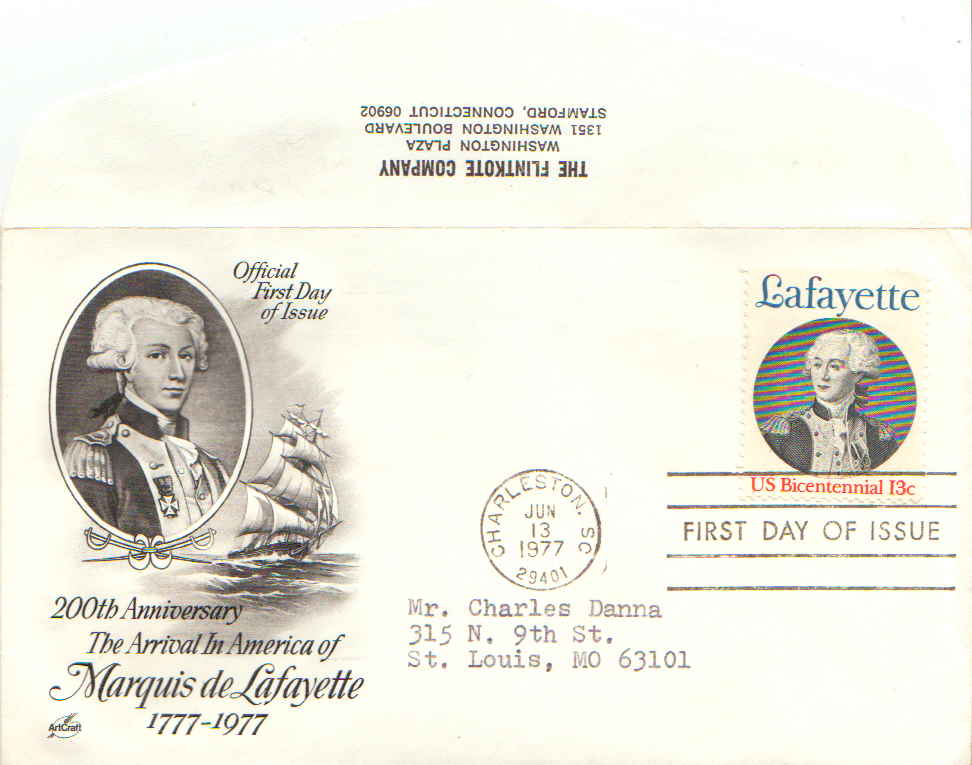 THE FLINTKOTE COMPANY
WASHINGTON PLAZA
1351 WASHINGTON BOULEVARD
STAMFORD, CONNECTICUT 06902
Official
First Day
of Issue
Lafayette
US Bicentennial 13c
CHARLESTON, SC
JUN
13
1977
29401
FIRST DAY OF ISSUE
Mr. Charles Danna
315 N. 9th St.
St. Louis, MO 63101
200th Anniversary
The Arrival In America of
Marquis de Lafayette
1777-1977
ArtCraft